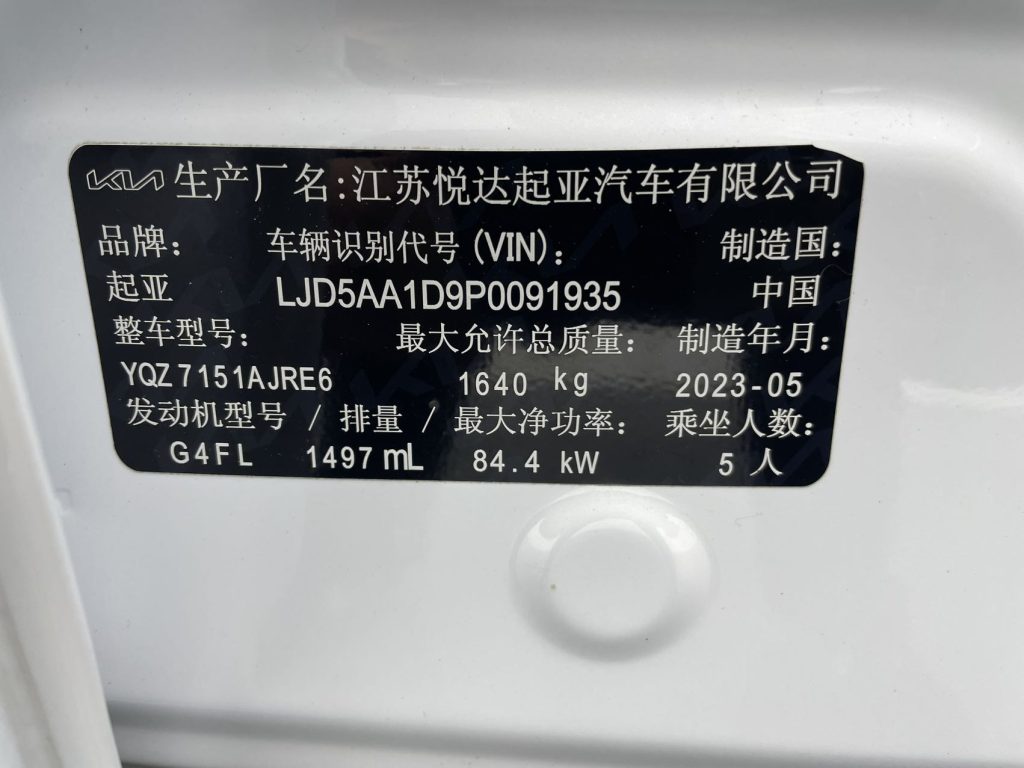 KIA 生产厂名:江苏悦达起亚汽车有限公司
品牌: 车辆识别代号(VIN): 制造国:
起亚 LJD5AA1D9P0091935 中国
整车型号: 最大允许总质量: 制造年月:
YQZ7151AJRE6 1640 kg 2023-05
发动机型号 / 排量 / 最大净功率: 乘坐人数:
G4FL 1497 mL 84.4 kW 5 人